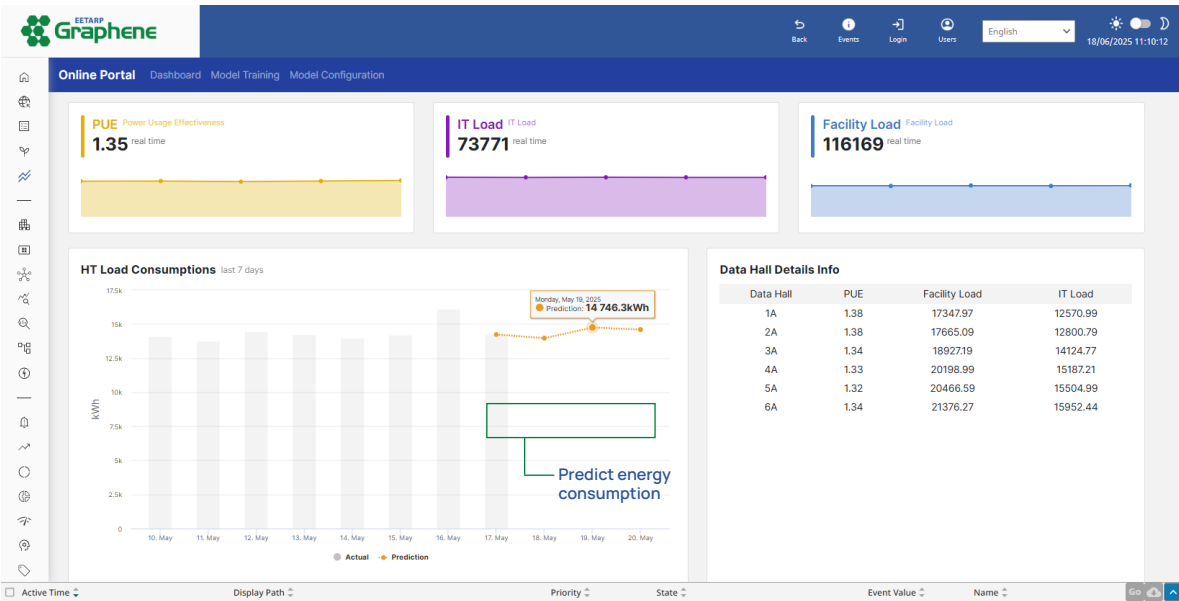 EETARP
Graphene
Back
Events
Login
Users
English
18/06/2025 11:10:12
Online Portal Dashboard Model Training Model Configuration
PUE Power Usage Effectiveness
1.35 real time
IT Load IT Load
73771 real time
Facility Load Facility Load
116169 real time
HT Load Consumptions last 7 days
17.5k
15k
12.5k
10k
7.5k
5k
2.5k
0
kWh
Monday, May 19, 2025
Prediction: 14 746.3kWh
Predict energy
consumption
10. May 11. May 12. May 13. May 14. May 15. May 16. May 17. May 18. May 19. May 20. May
Actual Prediction
Data Hall Details Info
Data Hall PUE Facility Load IT Load
1A 1.38 17347.97 12570.99
2A 1.38 17665.09 12800.79
3A 1.34 18927.19 14124.77
4A 1.33 20198.99 15187.21
5A 1.32 20466.59 15504.99
6A 1.34 21376.27 15952.44
Active Time Display Path Priority State Event Value Name Go